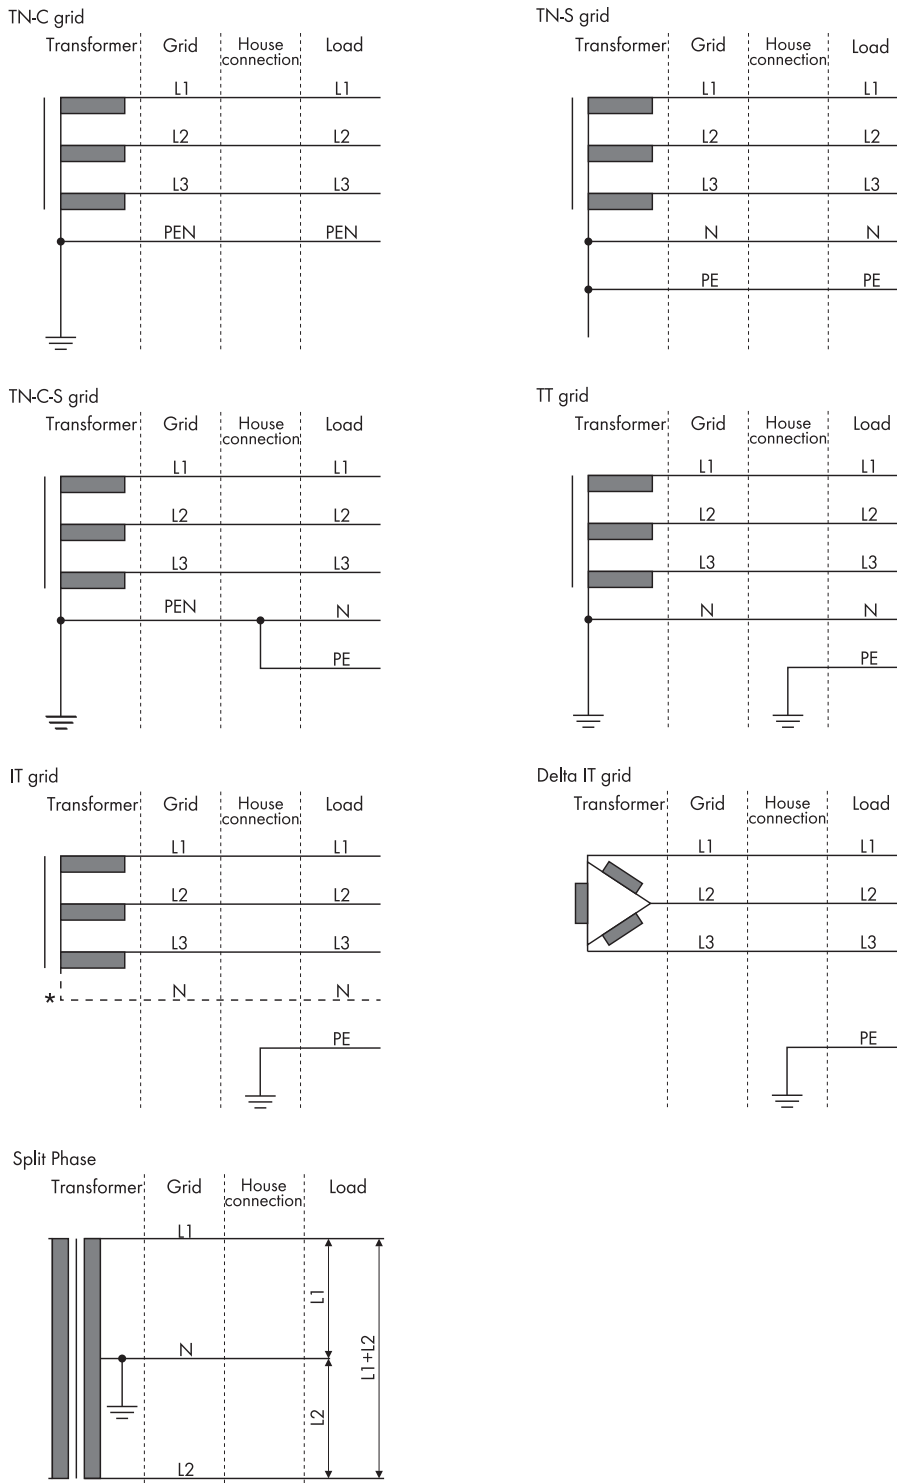 TN-C grid
Transformer Grid House connection Load
L1 L1
L2 L2
L3 L3
PEN PEN
TN-S grid
Transformer Grid House connection Load
L1 L1
L2 L2
L3 L3
N N
PE PE
TN-C-S grid
Transformer Grid House connection Load
L1 L1
L2 L2
L3 L3
PEN N
PE
TT grid
Transformer Grid House connection Load
L1 L1
L2 L2
L3 L3
N N
PE
IT grid
Transformer Grid House connection Load
L1 L1
L2 L2
L3 L3
* N N
PE
Delta IT grid
Transformer Grid House connection Load
L1 L1
L2 L2
L3 L3
PE
Split Phase
Transformer Grid House connection Load
L1
L1
N
L1+L2
L2
L2